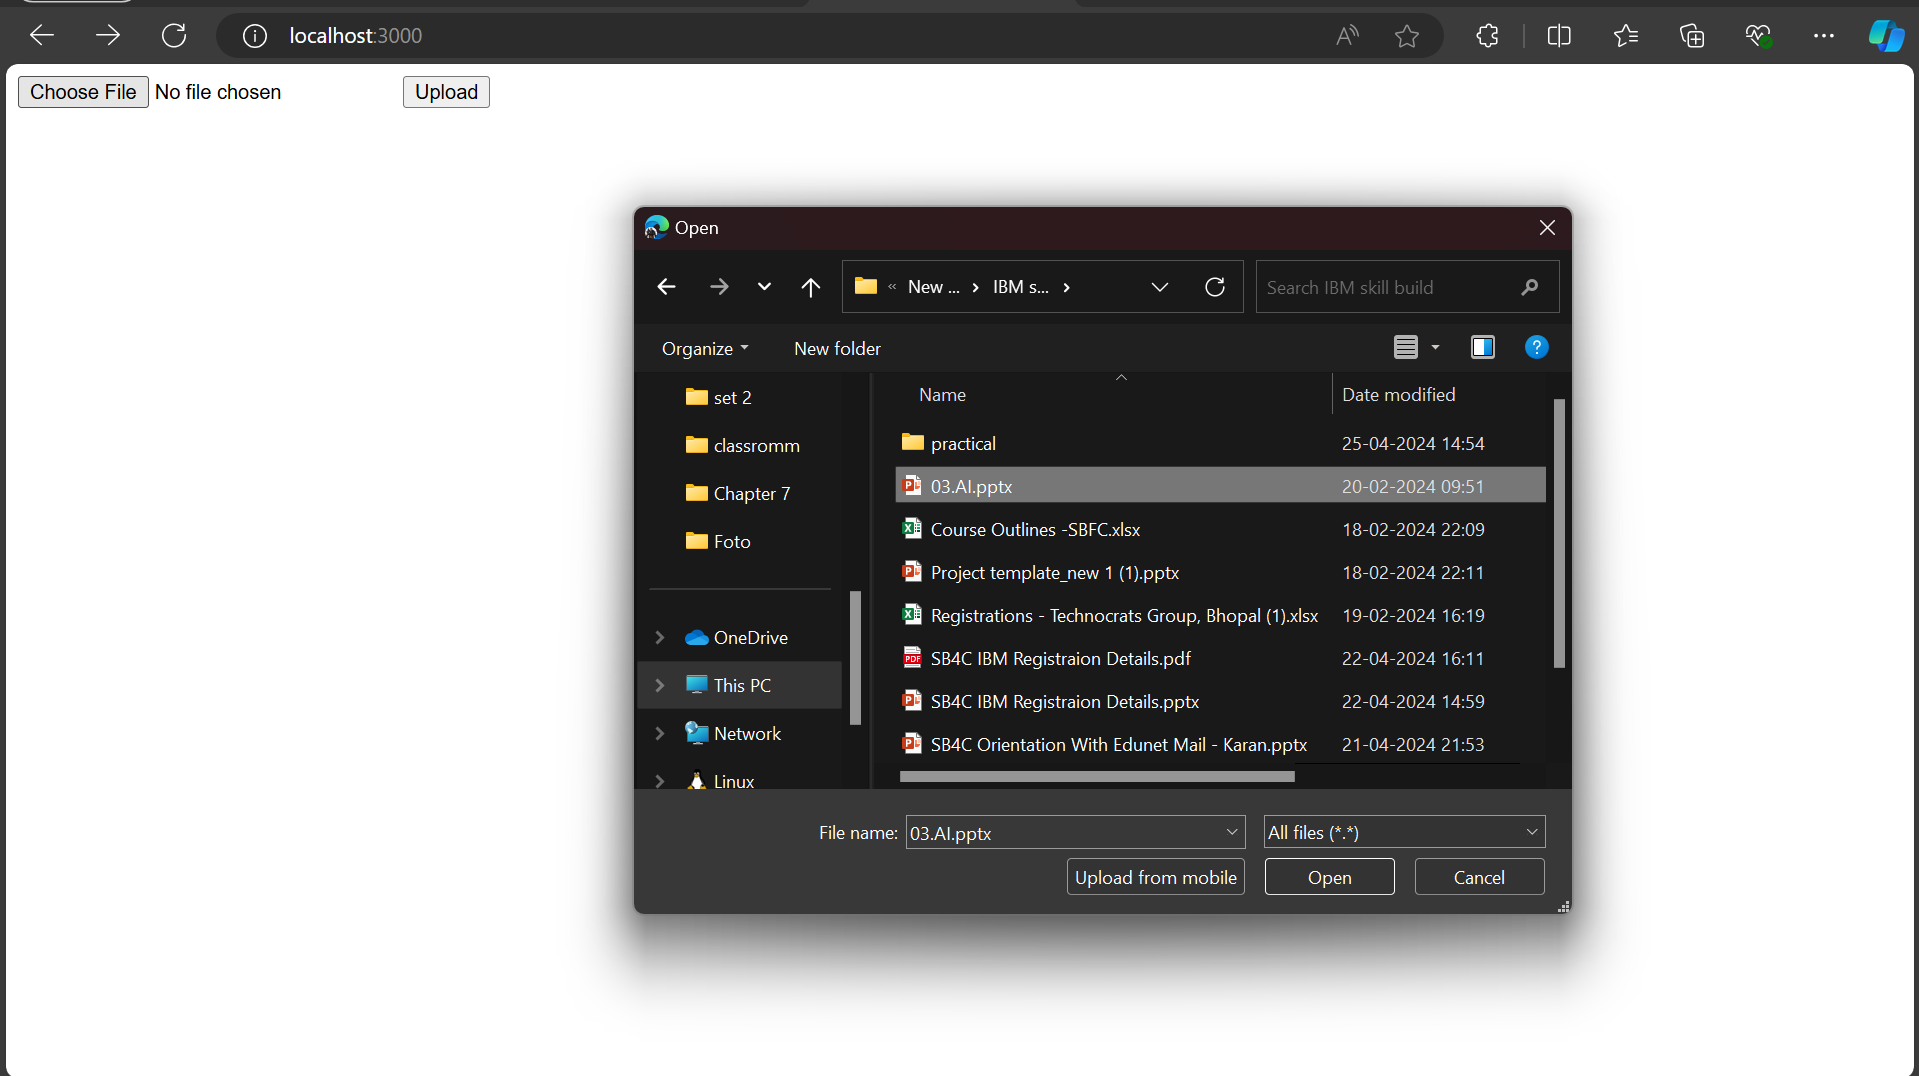 localhost:3000
Choose File No file chosen Upload
Open
« New ... › IBM s... › Search IBM skill build
Organize New folder
Name Date modified
set 2
classromm
Chapter 7
Foto
OneDrive
This PC
Network
Linux
practical 25-04-2024 14:54
03.AI.pptx 20-02-2024 09:51
Course Outlines -SBFC.xlsx 18-02-2024 22:09
Project template_new 1 (1).pptx 18-02-2024 22:11
Registrations - Technocrats Group, Bhopal (1).xlsx 19-02-2024 16:19
SB4C IBM Registraion Details.pdf 22-04-2024 16:11
SB4C IBM Registraion Details.pptx 22-04-2024 14:59
SB4C Orientation With Edunet Mail - Karan.pptx 21-04-2024 21:53
File name: 03.AI.pptx All files (*.*)
Upload from mobile Open Cancel